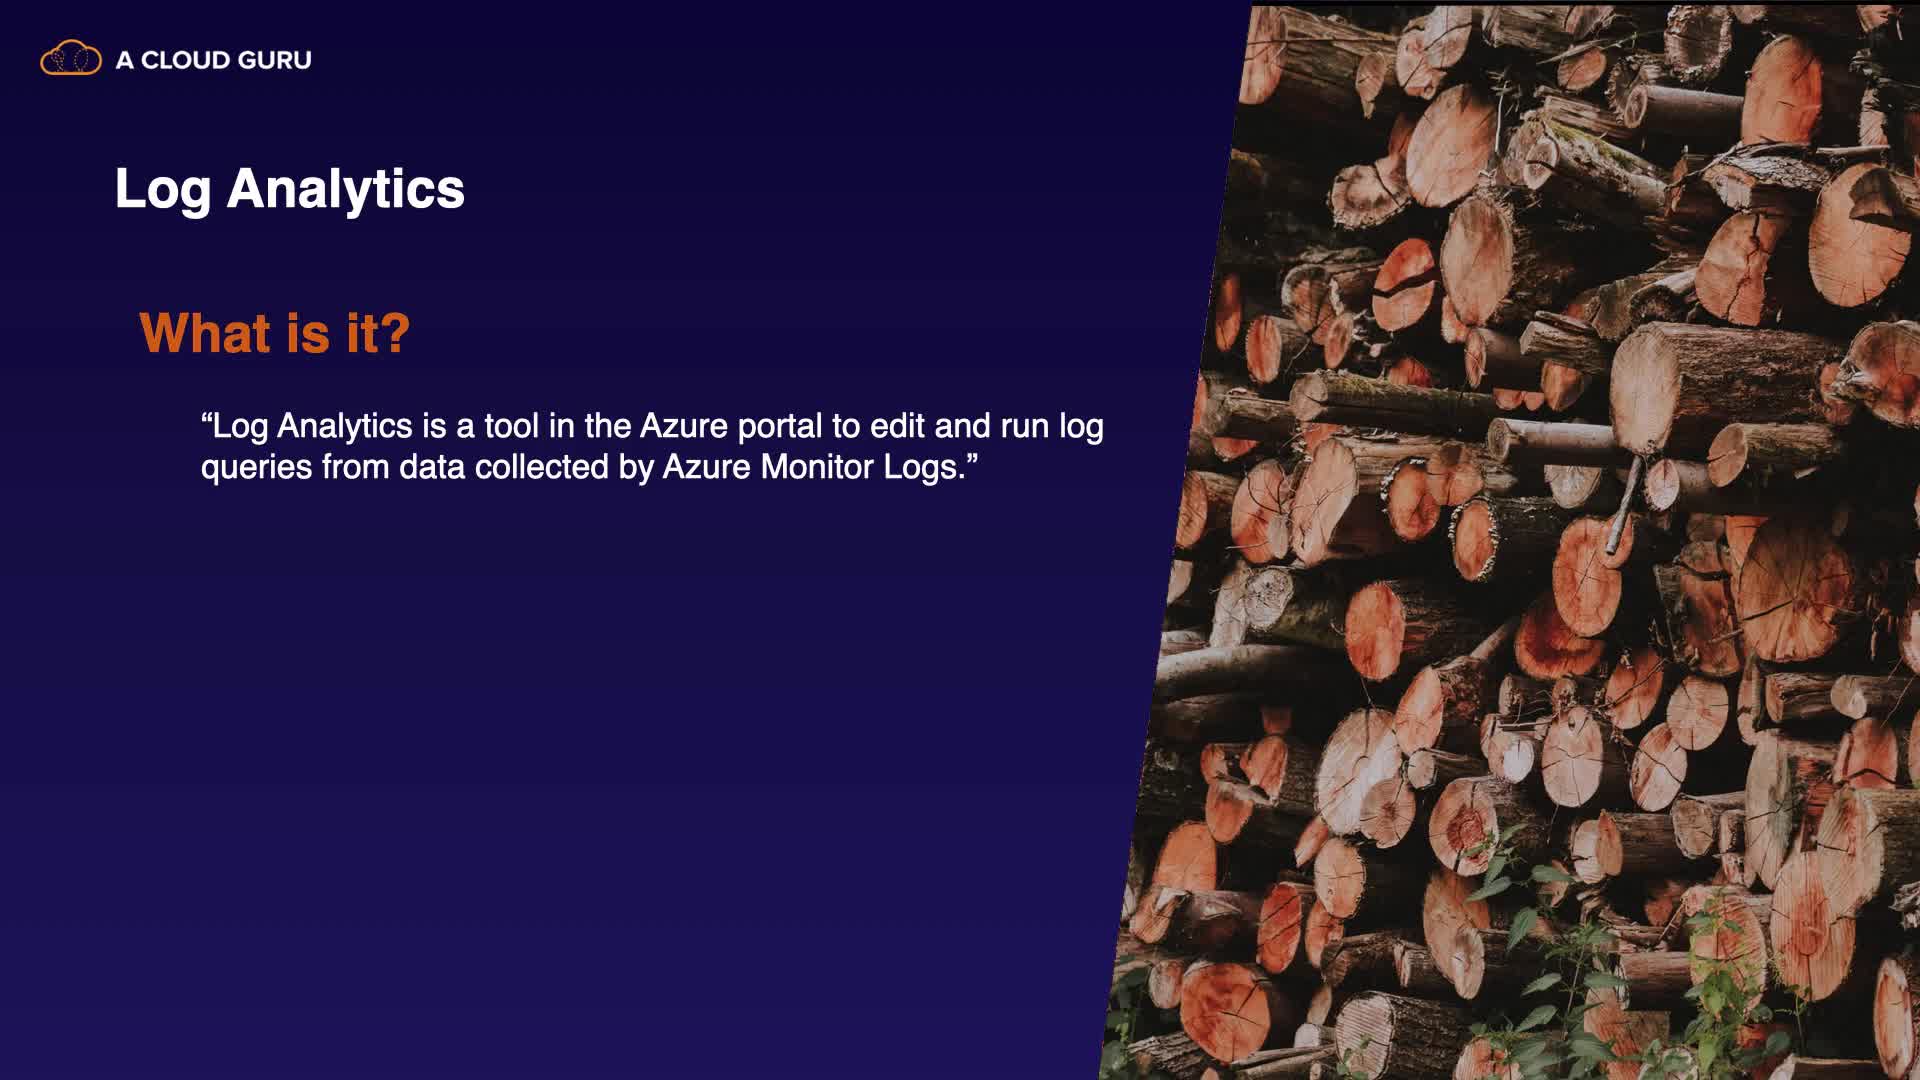 A CLOUD GURU
Log Analytics
What is it?
“Log Analytics is a tool in the Azure portal to edit and run log
queries from data collected by Azure Monitor Logs.”